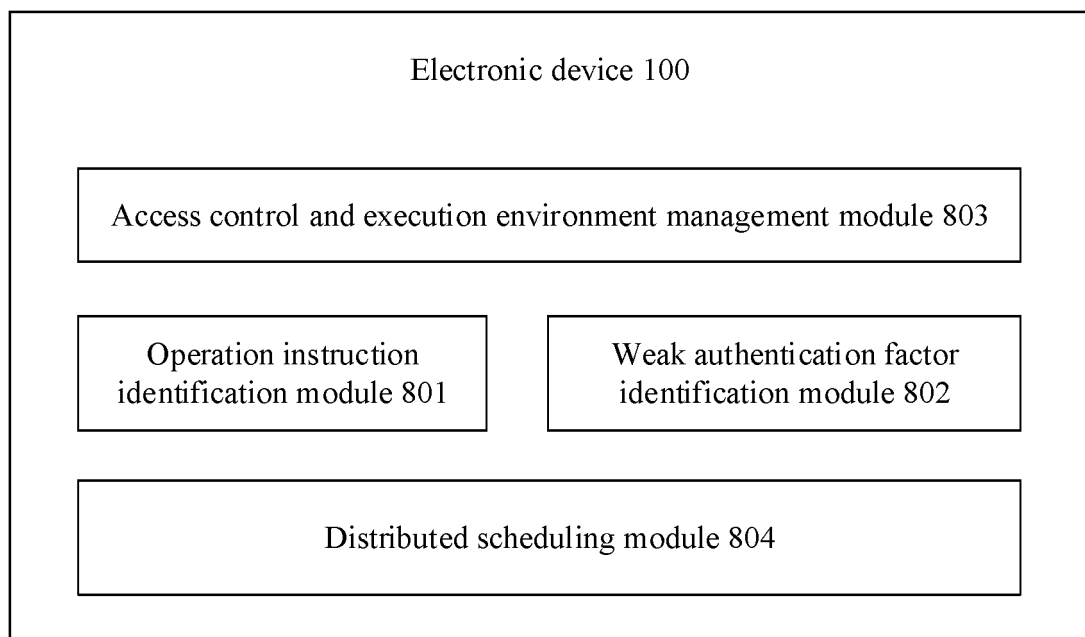 Electronic device 100
Access control and execution environment management module 803
Operation instruction
identification module 801
Weak authentication factor
identification module 802
Distributed scheduling module 804